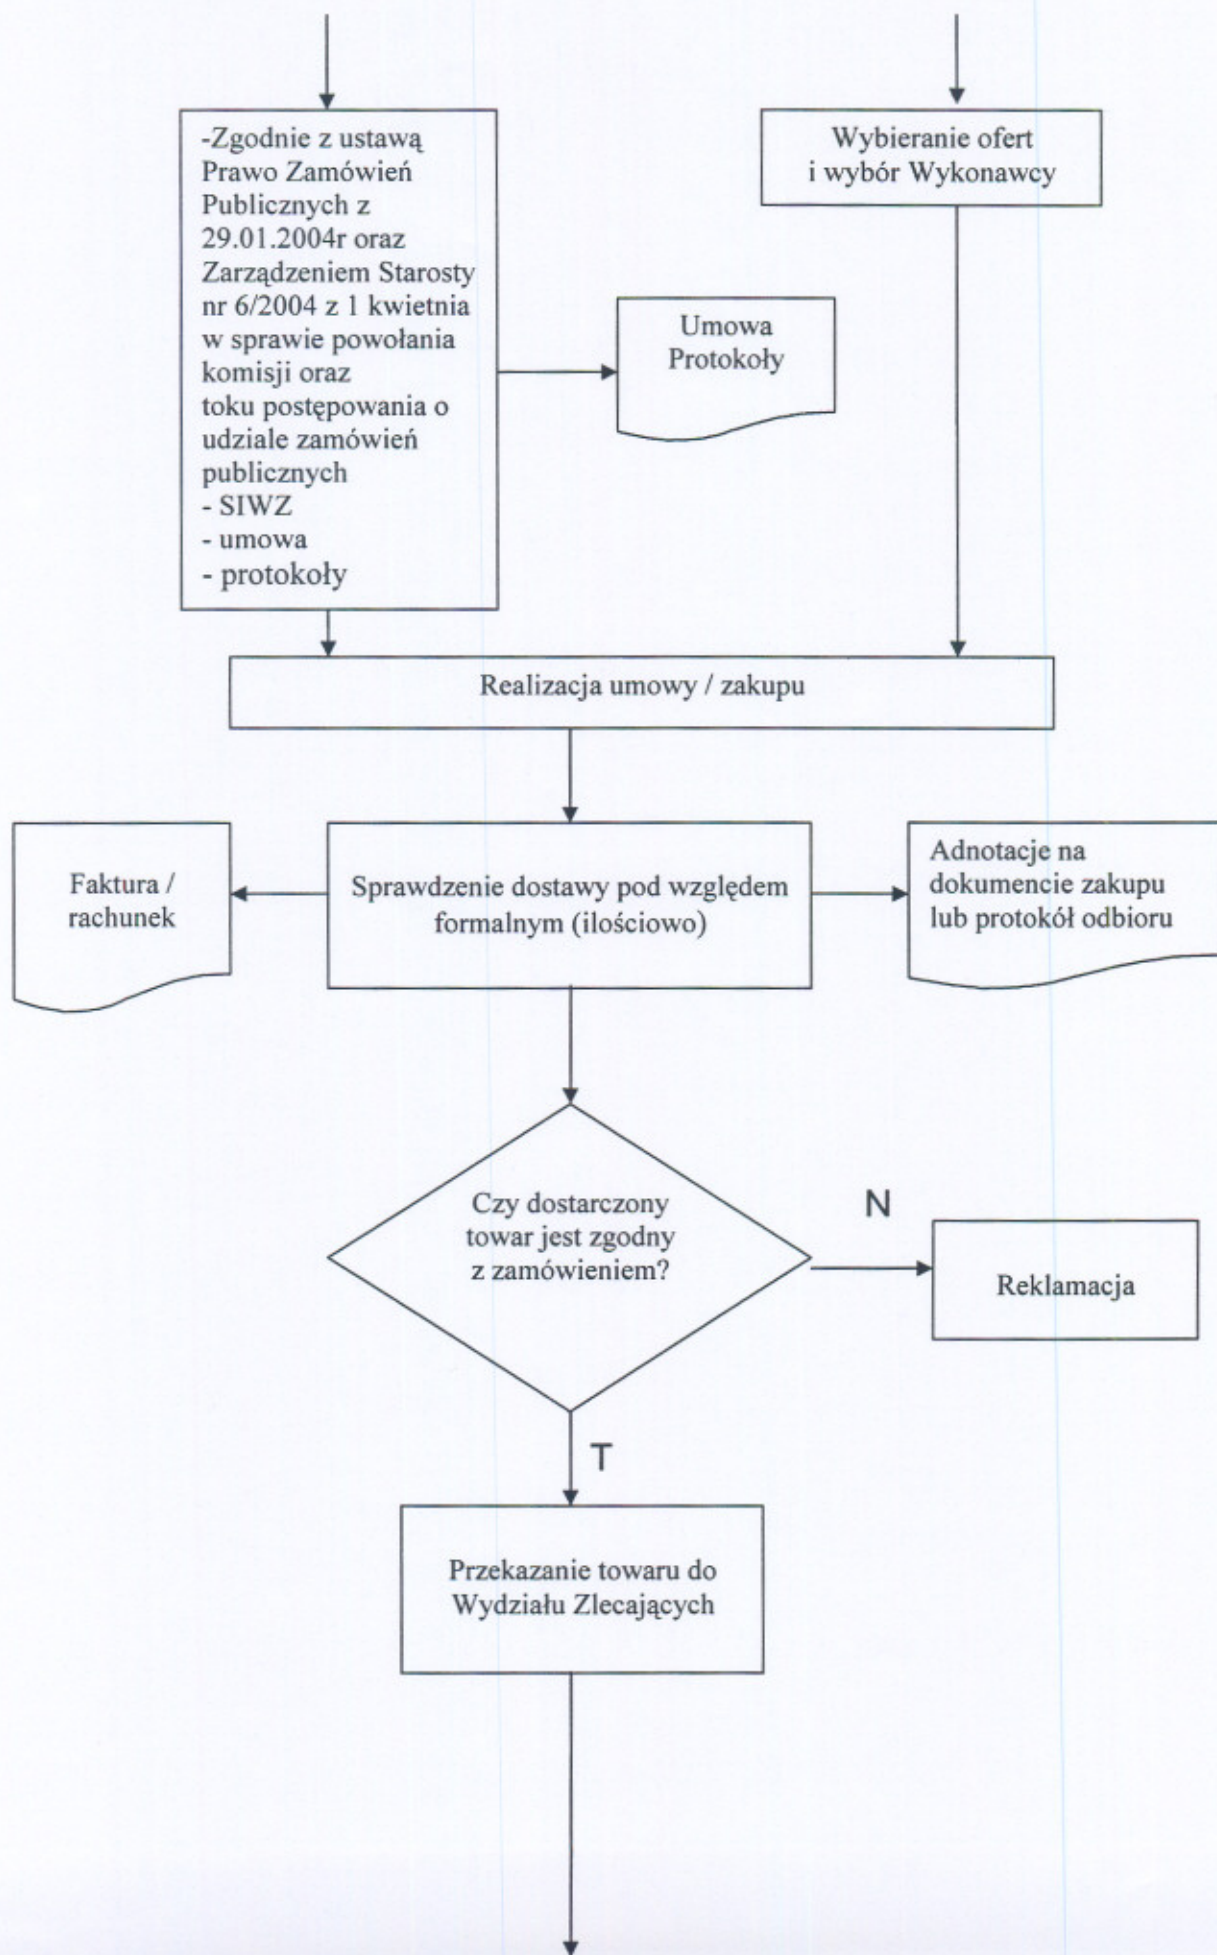 -Zgodnie z ustawą
Prawo Zamówień
Publicznych z
29.01.2004r oraz
Zarządzeniem Starosty
nr 6/2004 z 1 kwietnia
w sprawie powołania
komisji oraz
toku postępowania o
udziale zamówień
publicznych
- SIWZ
- umowa
- protokoły
Wybieranie ofert
i wybór Wykonawcy
Umowa
Protokoły
Realizacja umowy / zakupu
Faktura /
rachunek
Sprawdzenie dostawy pod względem
formalnym (ilościowo)
Adnotacje na
dokumencie zakupu
lub protokół odbioru
Czy dostarczony
towar jest zgodny
z zamówieniem?
N
Reklamacja
T
Przekazanie towaru do
Wydziału Zlecających